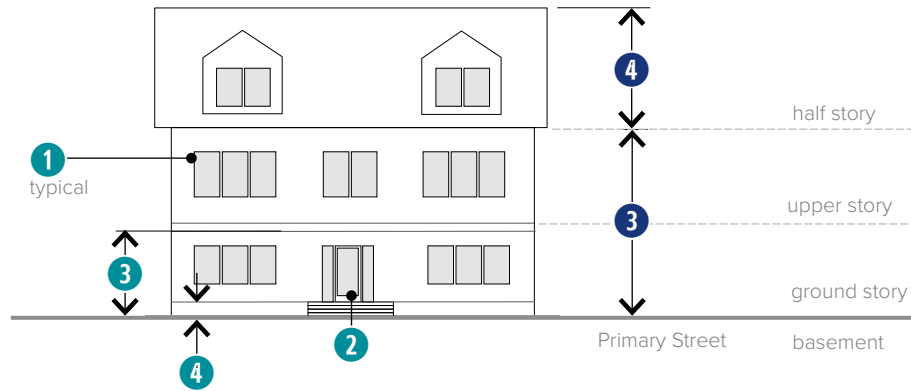 4
half story
1
typical
upper story
3
3
ground story
2
Primary Street
basement
4